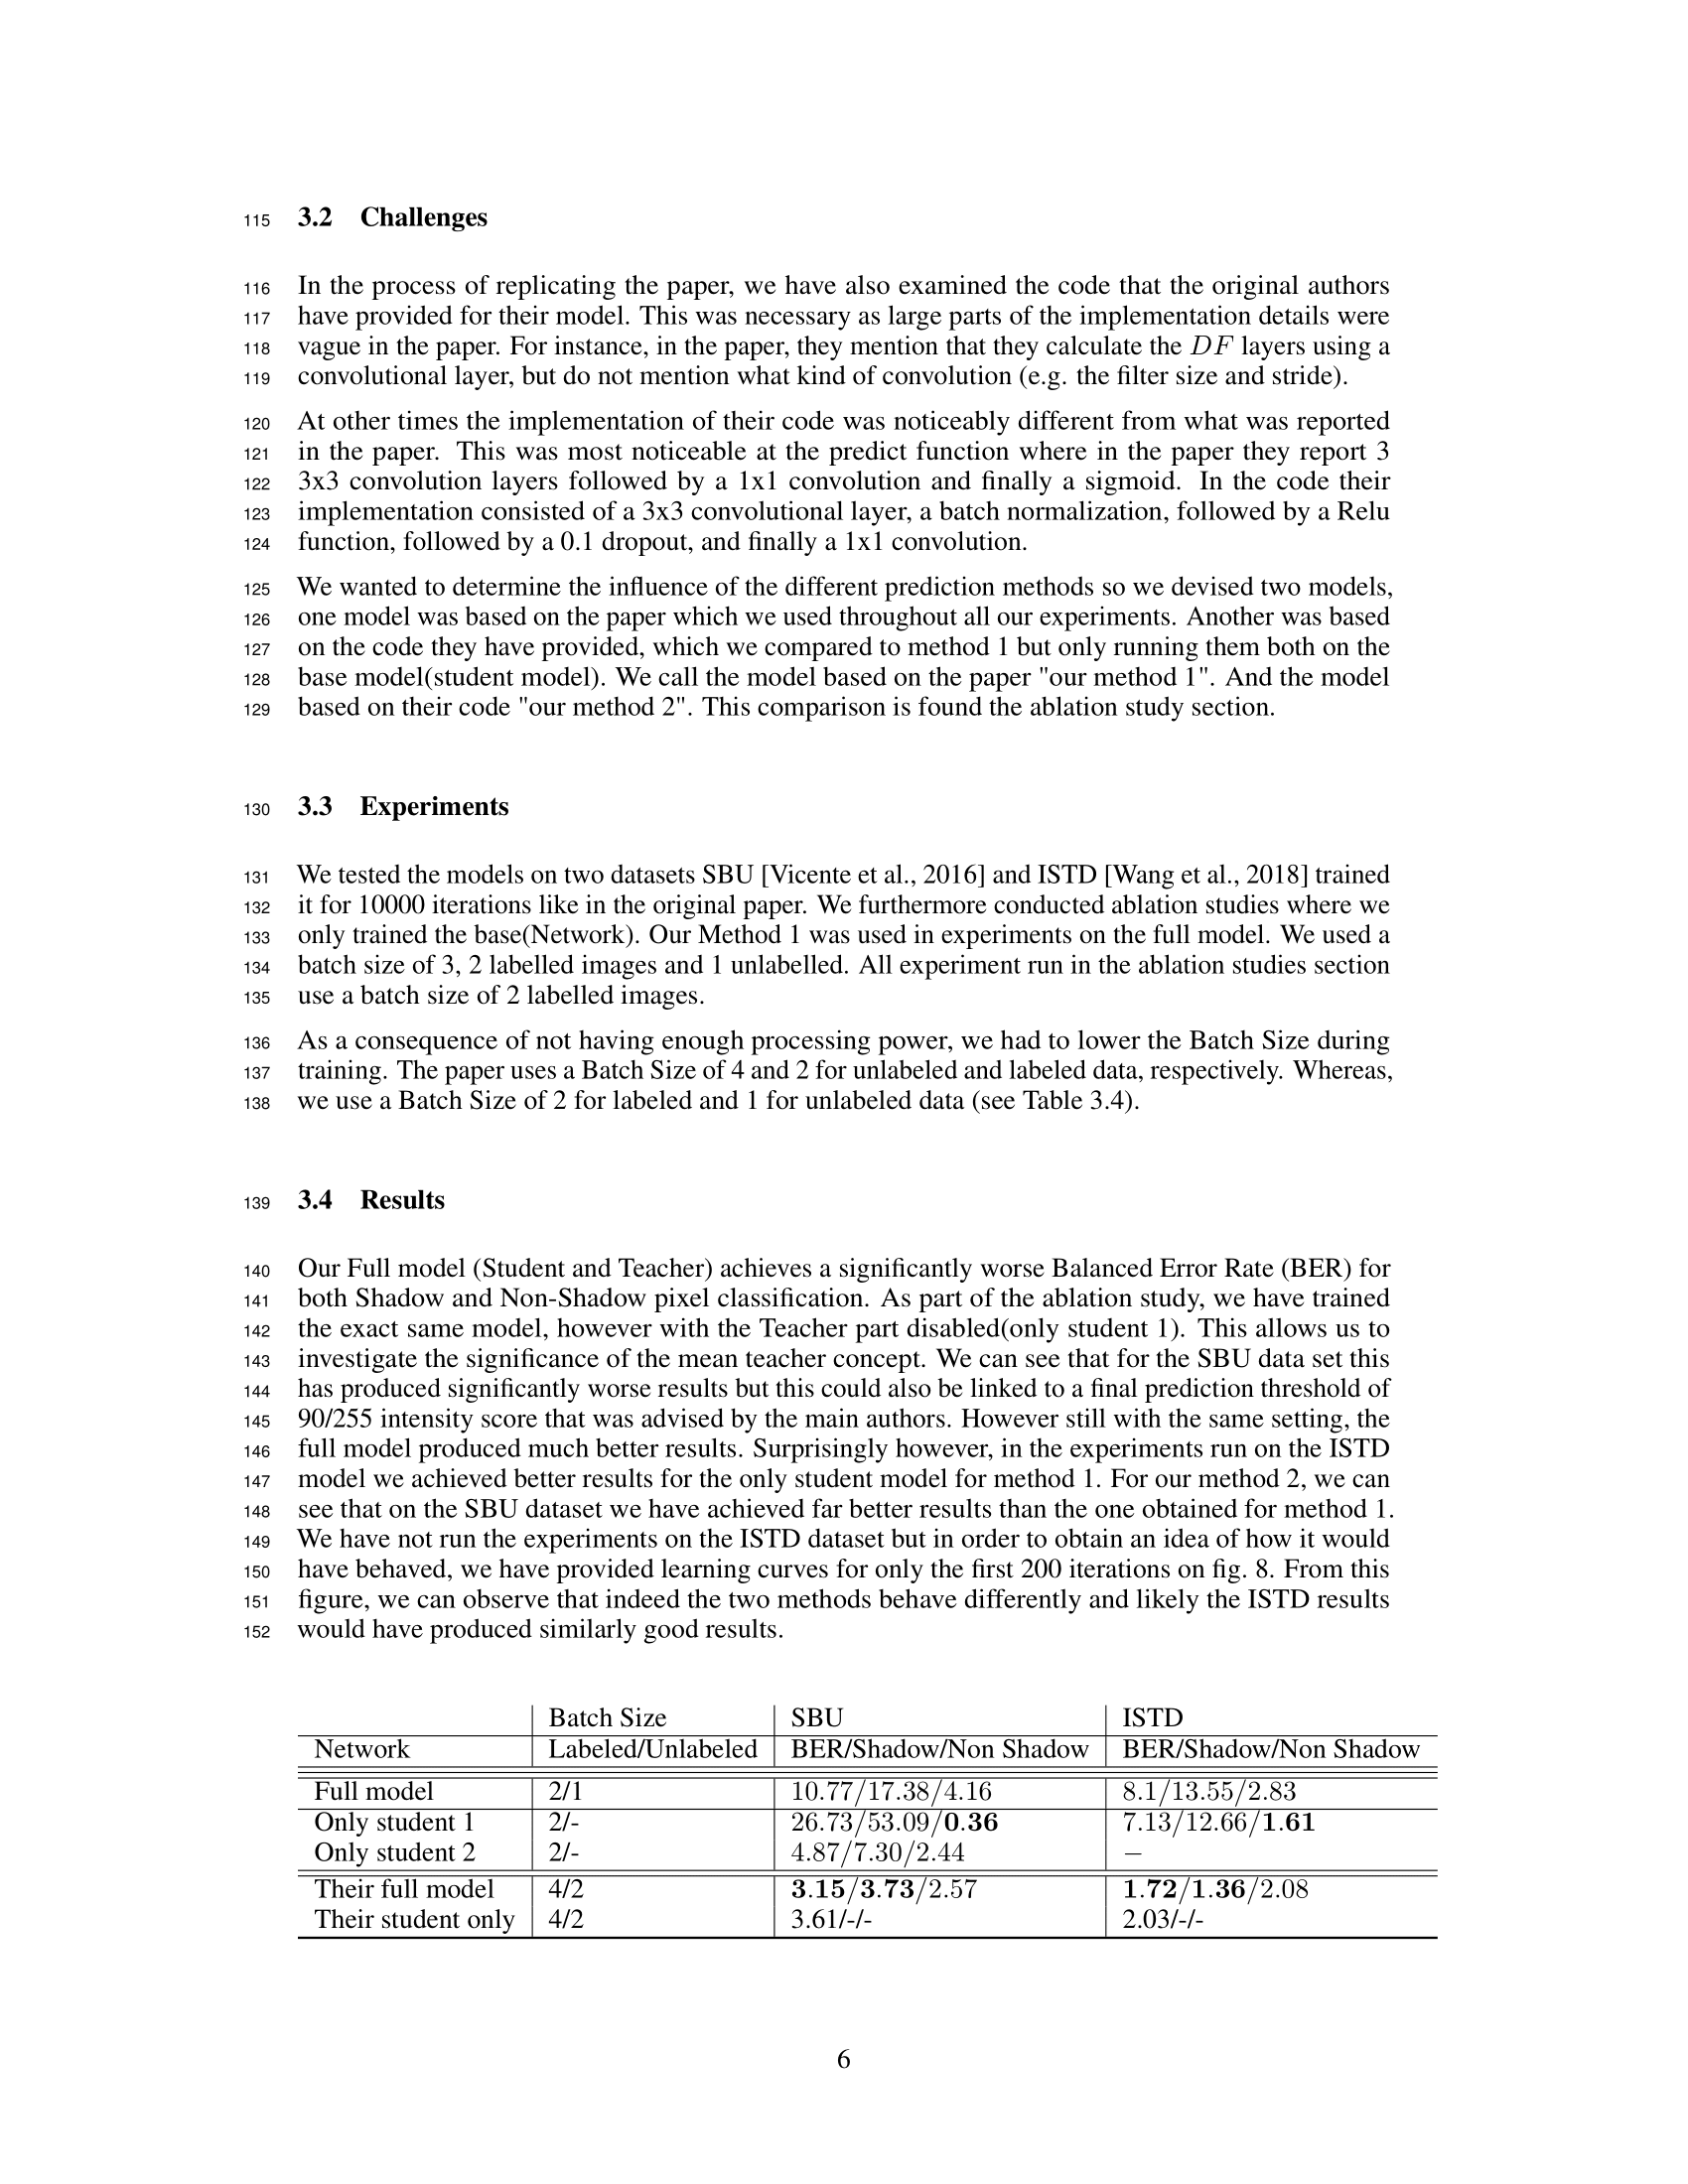 115 3.2 Challenges
116 In the process of replicating the paper, we have also examined the code that the original authors
117 have provided for their model. This was necessary as large parts of the implementation details were
118 vague in the paper. For instance, in the paper, they mention that they calculate the DF layers using a
119 convolutional layer, but do not mention what kind of convolution (e.g. the filter size and stride).
120 At other times the implementation of their code was noticeably different from what was reported
121 in the paper. This was most noticeable at the predict function where in the paper they report 3
122 3x3 convolution layers followed by a 1x1 convolution and finally a sigmoid. In the code their
123 implementation consisted of a 3x3 convolutional layer, a batch normalization, followed by a Relu
124 function, followed by a 0.1 dropout, and finally a 1x1 convolution.
125 We wanted to determine the influence of the different prediction methods so we devised two models,
126 one model was based on the paper which we used throughout all our experiments. Another was based
127 on the code they have provided, which we compared to method 1 but only running them both on the
128 base model(student model). We call the model based on the paper "our method 1". And the model
129 based on their code "our method 2". This comparison is found the ablation study section.
130 3.3 Experiments
131 We tested the models on two datasets SBU [Vicente et al., 2016] and ISTD [Wang et al., 2018] trained
132 it for 10000 iterations like in the original paper. We furthermore conducted ablation studies where we
133 only trained the base(Network). Our Method 1 was used in experiments on the full model. We used a
134 batch size of 3, 2 labelled images and 1 unlabelled. All experiment run in the ablation studies section
135 use a batch size of 2 labelled images.
136 As a consequence of not having enough processing power, we had to lower the Batch Size during
137 training. The paper uses a Batch Size of 4 and 2 for unlabeled and labeled data, respectively. Whereas,
138 we use a Batch Size of 2 for labeled and 1 for unlabeled data (see Table 3.4).
139 3.4 Results
140 Our Full model (Student and Teacher) achieves a significantly worse Balanced Error Rate (BER) for
141 both Shadow and Non-Shadow pixel classification. As part of the ablation study, we have trained
142 the exact same model, however with the Teacher part disabled(only student 1). This allows us to
143 investigate the significance of the mean teacher concept. We can see that for the SBU data set this
144 has produced significantly worse results but this could also be linked to a final prediction threshold of
145 90/255 intensity score that was advised by the main authors. However still with the same setting, the
146 full model produced much better results. Surprisingly however, in the experiments run on the ISTD
147 model we achieved better results for the only student model for method 1. For our method 2, we can
148 see that on the SBU dataset we have achieved far better results than the one obtained for method 1.
149 We have not run the experiments on the ISTD dataset but in order to obtain an idea of how it would
150 have behaved, we have provided learning curves for only the first 200 iterations on fig. 8. From this
151 figure, we can observe that indeed the two methods behave differently and likely the ISTD results
152 would have produced similarly good results.
Batch Size SBU ISTD
Network Labeled/Unlabeled BER/Shadow/Non Shadow BER/Shadow/Non Shadow
Full model 2/1 10.77/17.38/4.16 8.1/13.55/2.83
Only student 1 2/- 26.73/53.09/0.36 7.13/12.66/1.61
Only student 2 2/- 4.87/7.30/2.44 –
Their full model 4/2 3.15/3.73/2.57 1.72/1.36/2.08
Their student only 4/2 3.61/-/- 2.03/-/-
6